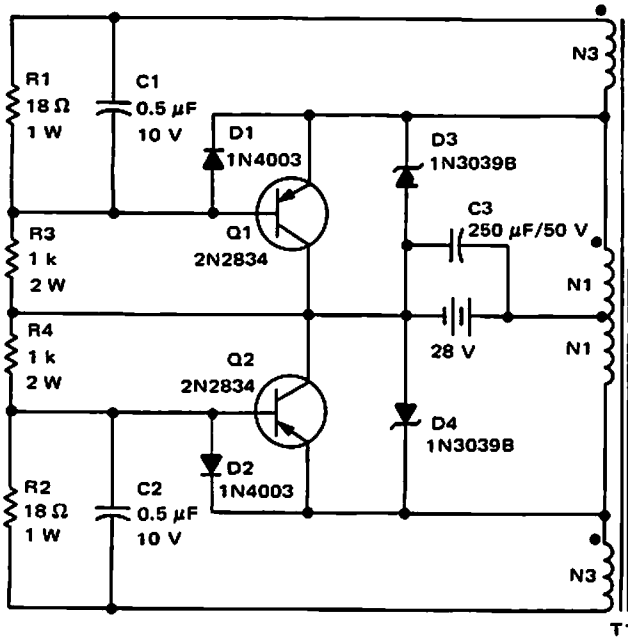 N3
R1
18 Ω
1 W
C1
0.5 μF
10 V
D1
1N4003
D3
1N3039B
C3
250 μF/50 V
Q1
2N2834
R3
1 k
2 W
N1
R4
1 k
2 W
28 V
N1
Q2
2N2834
D4
1N3039B
D2
1N4003
R2
18 Ω
1 W
C2
0.5 μF
10 V
N3